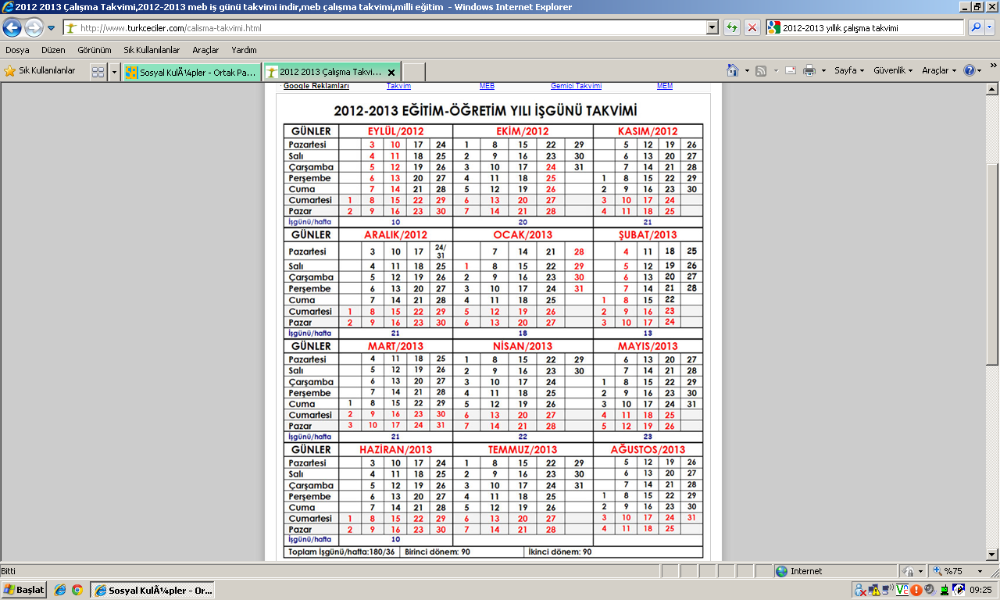 2012 2013 Çalışma Takvimi,2012-2013 meb iş günü takvimi indir,meb çalışma takvimi,milli eğitim - Windows Internet Explorer
http://www.turkceciler.com/calisma-takvimi.html
2012-2013 yıllık çalışma takvimi
Dosya Düzen Görünüm Sık Kullanılanlar Araçlar Yardım
Sık Kullanılanlar
Sosyal KulÃ¼pler - Ortak Pa...
2012 2013 Çalışma Takvi...
Sayfa Güvenlik Araçlar
Google Reklamları Takvim MEB Gemici Takvimi MEM
2012-2013 EĞİTİM-ÖĞRETİM YILI İŞGÜNÜ TAKVİMİ
GÜNLER EYLÜL/2012 EKİM/2012 KASIM/2012
Pazartesi 3 10 17 24 1 8 15 22 29 5 12 19 26
Salı 4 11 18 25 2 9 16 23 30 6 13 20 27
Çarşamba 5 12 19 26 3 10 17 24 31 7 14 21 28
Perşembe 6 13 20 27 4 11 18 25 1 8 15 22 29
Cuma 7 14 21 28 5 12 19 26 2 9 16 23 30
Cumartesi 1 8 15 22 29 6 13 20 27 3 10 17 24
Pazar 2 9 16 23 30 7 14 21 28 4 11 18 25
İşgünü/hafta 10 20 21
GÜNLER ARALIK/2012 OCAK/2013 ŞUBAT/2013
Pazartesi 3 10 17 24/31 7 14 21 28 4 11 18 25
Salı 4 11 18 25 1 8 15 22 29 5 12 19 26
Çarşamba 5 12 19 26 2 9 16 23 30 6 13 20 27
Perşembe 6 13 20 27 3 10 17 24 31 7 14 21 28
Cuma 7 14 21 28 4 11 18 25 1 8 15 22
Cumartesi 1 8 15 22 29 5 12 19 26 2 9 16 23
Pazar 2 9 16 23 30 6 13 20 27 3 10 17 24
İşgünü/hafta 21 18 13
GÜNLER MART/2013 NİSAN/2013 MAYIS/2013
Pazartesi 4 11 18 25 1 8 15 22 29 6 13 20 27
Salı 5 12 19 26 2 9 16 23 30 7 14 21 28
Çarşamba 6 13 20 27 3 10 17 24 1 8 15 22 29
Perşembe 7 14 21 28 4 11 18 25 2 9 16 23 30
Cuma 1 8 15 22 29 5 12 19 26 3 10 17 24 31
Cumartesi 2 9 16 23 30 6 13 20 27 4 11 18 25
Pazar 3 10 17 24 31 7 14 21 28 5 12 19 26
İşgünü/hafta 21 22 23
GÜNLER HAZİRAN/2013 TEMMUZ/2013 AĞUSTOS/2013
Pazartesi 3 10 17 24 1 8 15 22 29 5 12 19 26
Salı 4 11 18 25 2 9 16 23 30 6 13 20 27
Çarşamba 5 12 19 26 3 10 17 24 31 7 14 21 28
Perşembe 6 13 20 27 4 11 18 25 1 8 15 22 29
Cuma 7 14 21 28 5 12 19 26 2 9 16 23 30
Cumartesi 1 8 15 22 29 6 13 20 27 3 10 17 24 31
Pazar 2 9 16 23 30 7 14 21 28 4 11 18 25
İşgünü/hafta 10
Toplam İşgünü/hafta:180/36 Birinci dönem: 90 İkinci dönem: 90
Bitti Internet %75
Başlat Sosyal KulÃ¼pler - Or... 09:25